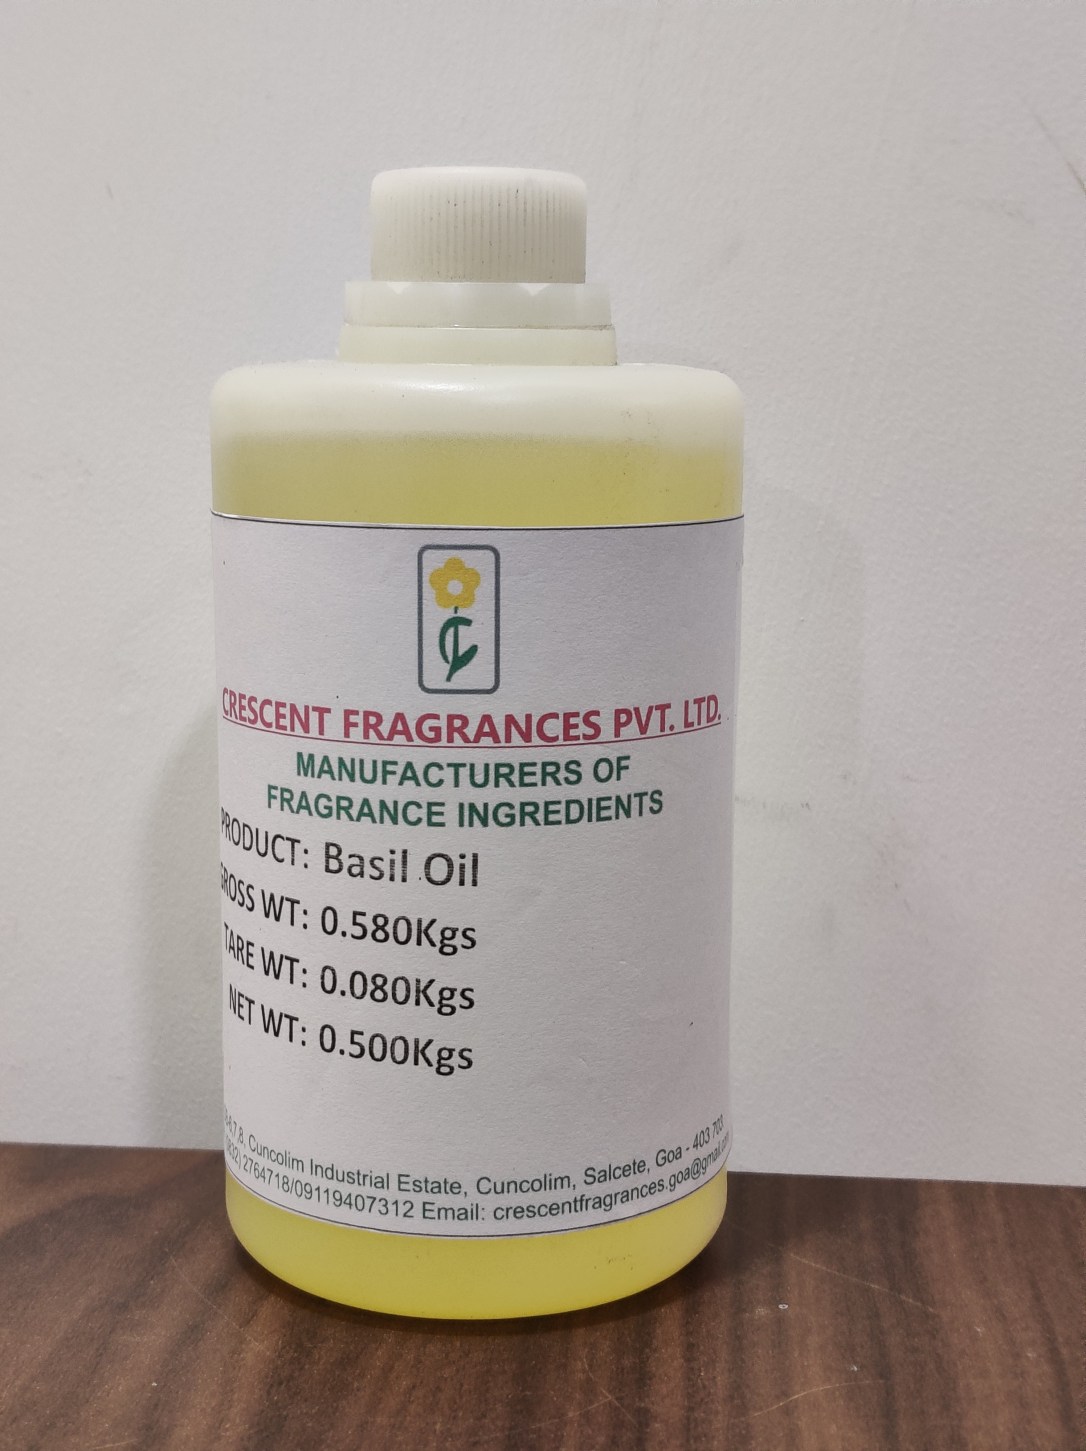 CRESCENT FRAGRANCES PVT. LTD.
MANUFACTURERS OF
FRAGRANCE INGREDIENTS
PRODUCT: Basil Oil
GROSS WT: 0.580Kgs
TARE WT: 0.080Kgs
NET WT: 0.500Kgs
Cuncolim Industrial Estate, Cuncolim, Salcete, Goa - 403 703
2764718/09119407312 Email: crescentfragrances.goa@gmail.com